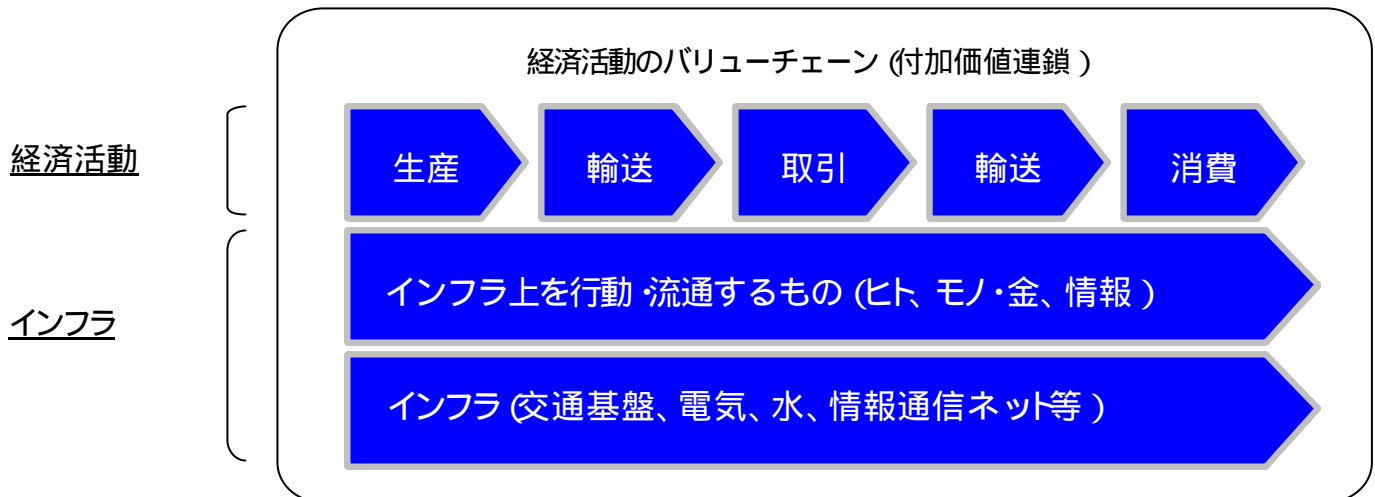 経済活動のバリューチェーン (付加価値連鎖)
経済活動
生産
輸送
取引
輸送
消費
インフラ
インフラ上を行動・流通するもの (ヒト、モノ・金、情報)
インフラ (交通基盤、電気、水、情報通信ネット等)